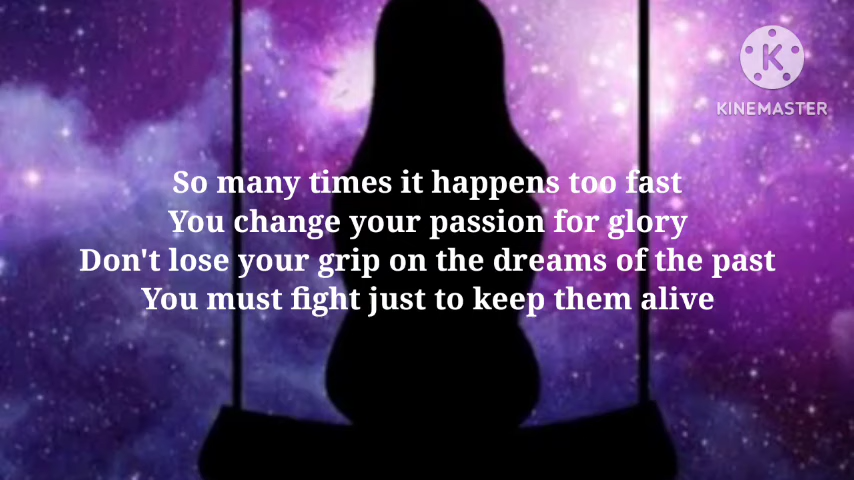 KINEMASTER
So many times it happens too fast
You change your passion for glory
Don't lose your grip on the dreams of the past
You must fight just to keep them alive